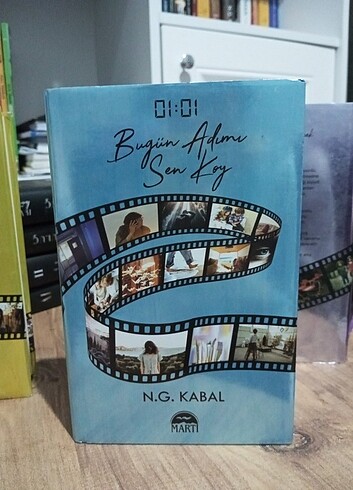 01:01
Bugün Adımı
Sen Koy
N.G. KABAL
MARTI